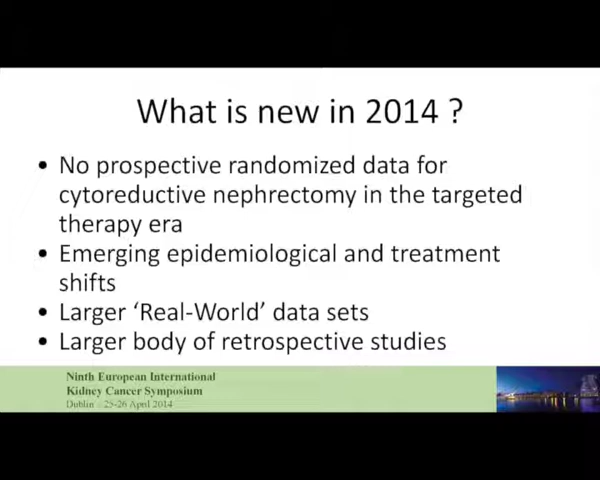 What is new in 2014 ?
• No prospective randomized data for
cytoreductive nephrectomy in the targeted
therapy era
• Emerging epidemiological and treatment
shifts
• Larger ‘Real-World’ data sets
• Larger body of retrospective studies
Ninth European International
Kidney Cancer Symposium
Dublin : 25-26 April 2014